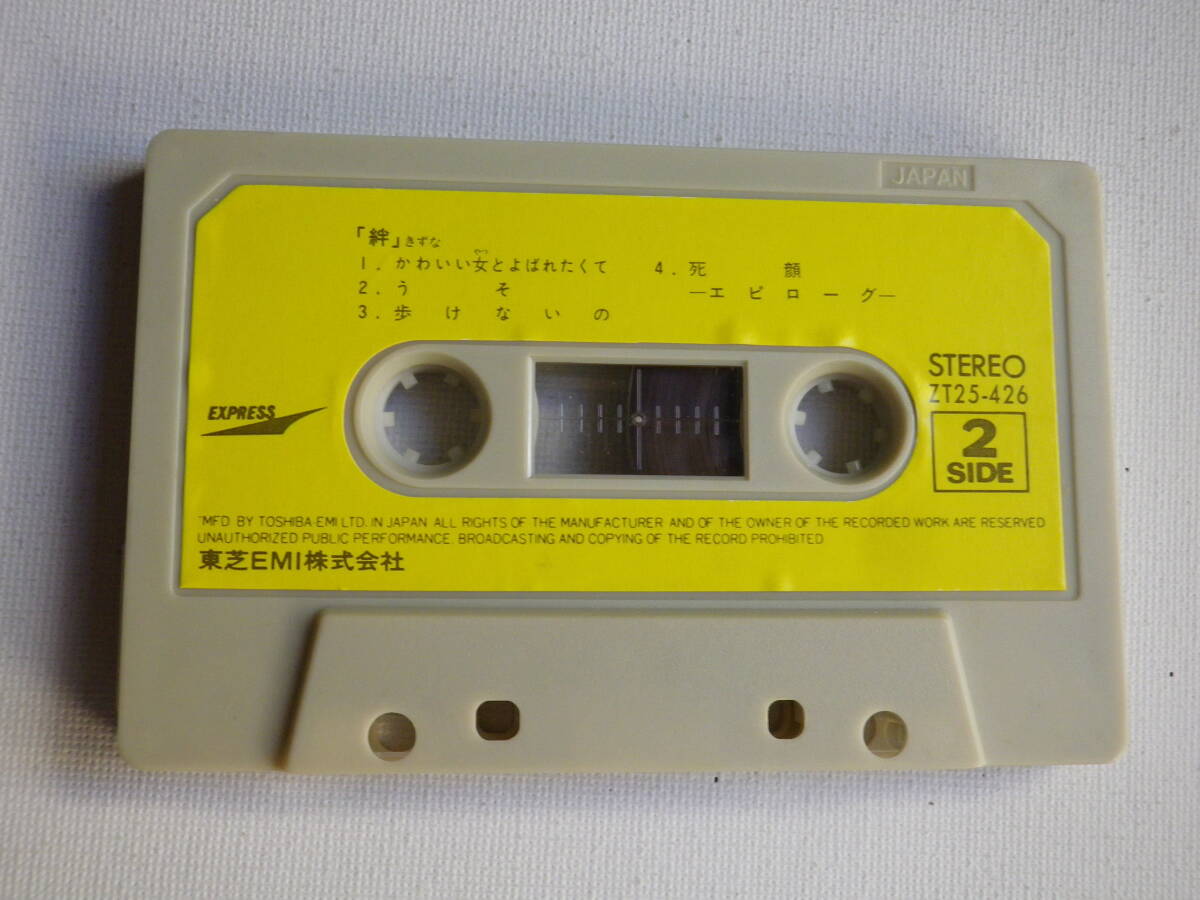 JAPAN
「絆」きずな
1. かわいい女とよばれたくて
2. うそ
3. 歩けないの
4. 死顔
―エピローグ―
EXPRESS
STEREO
ZT25-426
2
SIDE
"MFD BY TOSHIBA-EMI LTD. IN JAPAN ALL RIGHTS OF THE MANUFACTURER AND OF THE OWNER OF THE RECORDED WORK ARE RESERVED
UNAUTHORIZED PUBLIC PERFORMANCE. BROADCASTING AND COPYING OF THE RECORD PROHIBITED
東芝EMI株式会社